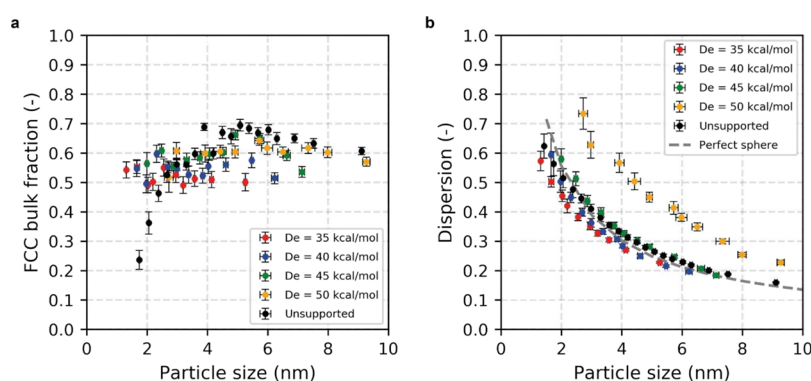 a
FCC bulk fraction (-)
1.0
0.9
0.8
0.7
0.6
0.5
0.4
0.3
0.2
0.1
0.0
0
2
4
6
8
10
Particle size (nm)
De = 35 kcal/mol
De = 40 kcal/mol
De = 45 kcal/mol
De = 50 kcal/mol
Unsupported
b
Dispersion (-)
1.0
0.9
0.8
0.7
0.6
0.5
0.4
0.3
0.2
0.1
0.0
0
2
4
6
8
10
Particle size (nm)
De = 35 kcal/mol
De = 40 kcal/mol
De = 45 kcal/mol
De = 50 kcal/mol
Unsupported
Perfect sphere